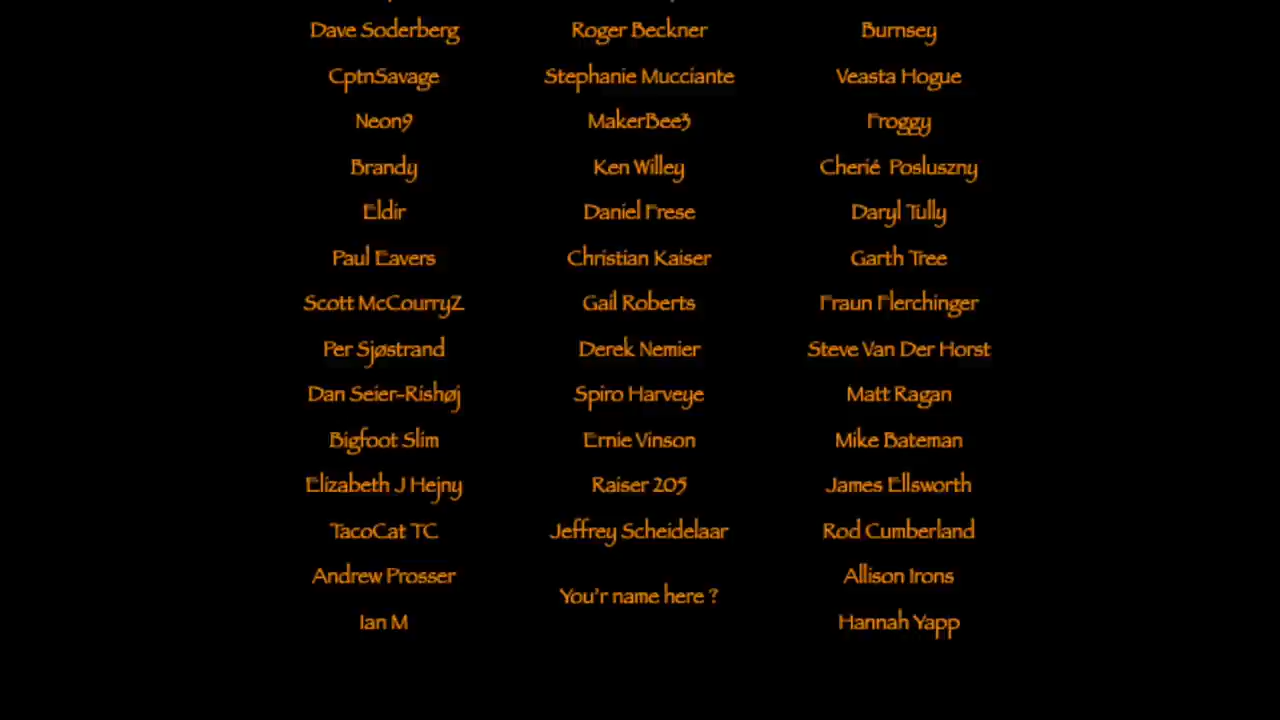 Dave Soderberg Roger Beckner Burnsey
CptnSavage Stephanie Mucciante Veasta Hogue
Neon9 MakerBee3 Froggy
Brandy Ken Willey Cherié Posluszny
Eldir Daniel Frese Daryl Tully
Paul Eavers Christian Kaiser Garth Tree
Scott McCourryZ Gail Roberts Fraun Flerchinger
Per Sjøstrand Derek Nemier Steve Van Der Horst
Dan Seier-Rishøj Spiro Harveye Matt Ragan
Bigfoot Slim Ernie Vinson Mike Bateman
Elizabeth J Hejny Raiser 205 James Ellsworth
TacoCat TC Jeffrey Scheidelaar Rod Cumberland
Andrew Prosser Allison Irons
You'r name here ?
Ian M Hannah Yapp